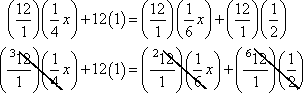 (12/1)(1/4 x) + 12(1) = (12/1)(1/6 x) + (12/1)(1/2)
(³12/1)(1/4 x) + 12(1) = (²12/1)(1/6 x) + (⁶12/1)(1/2)